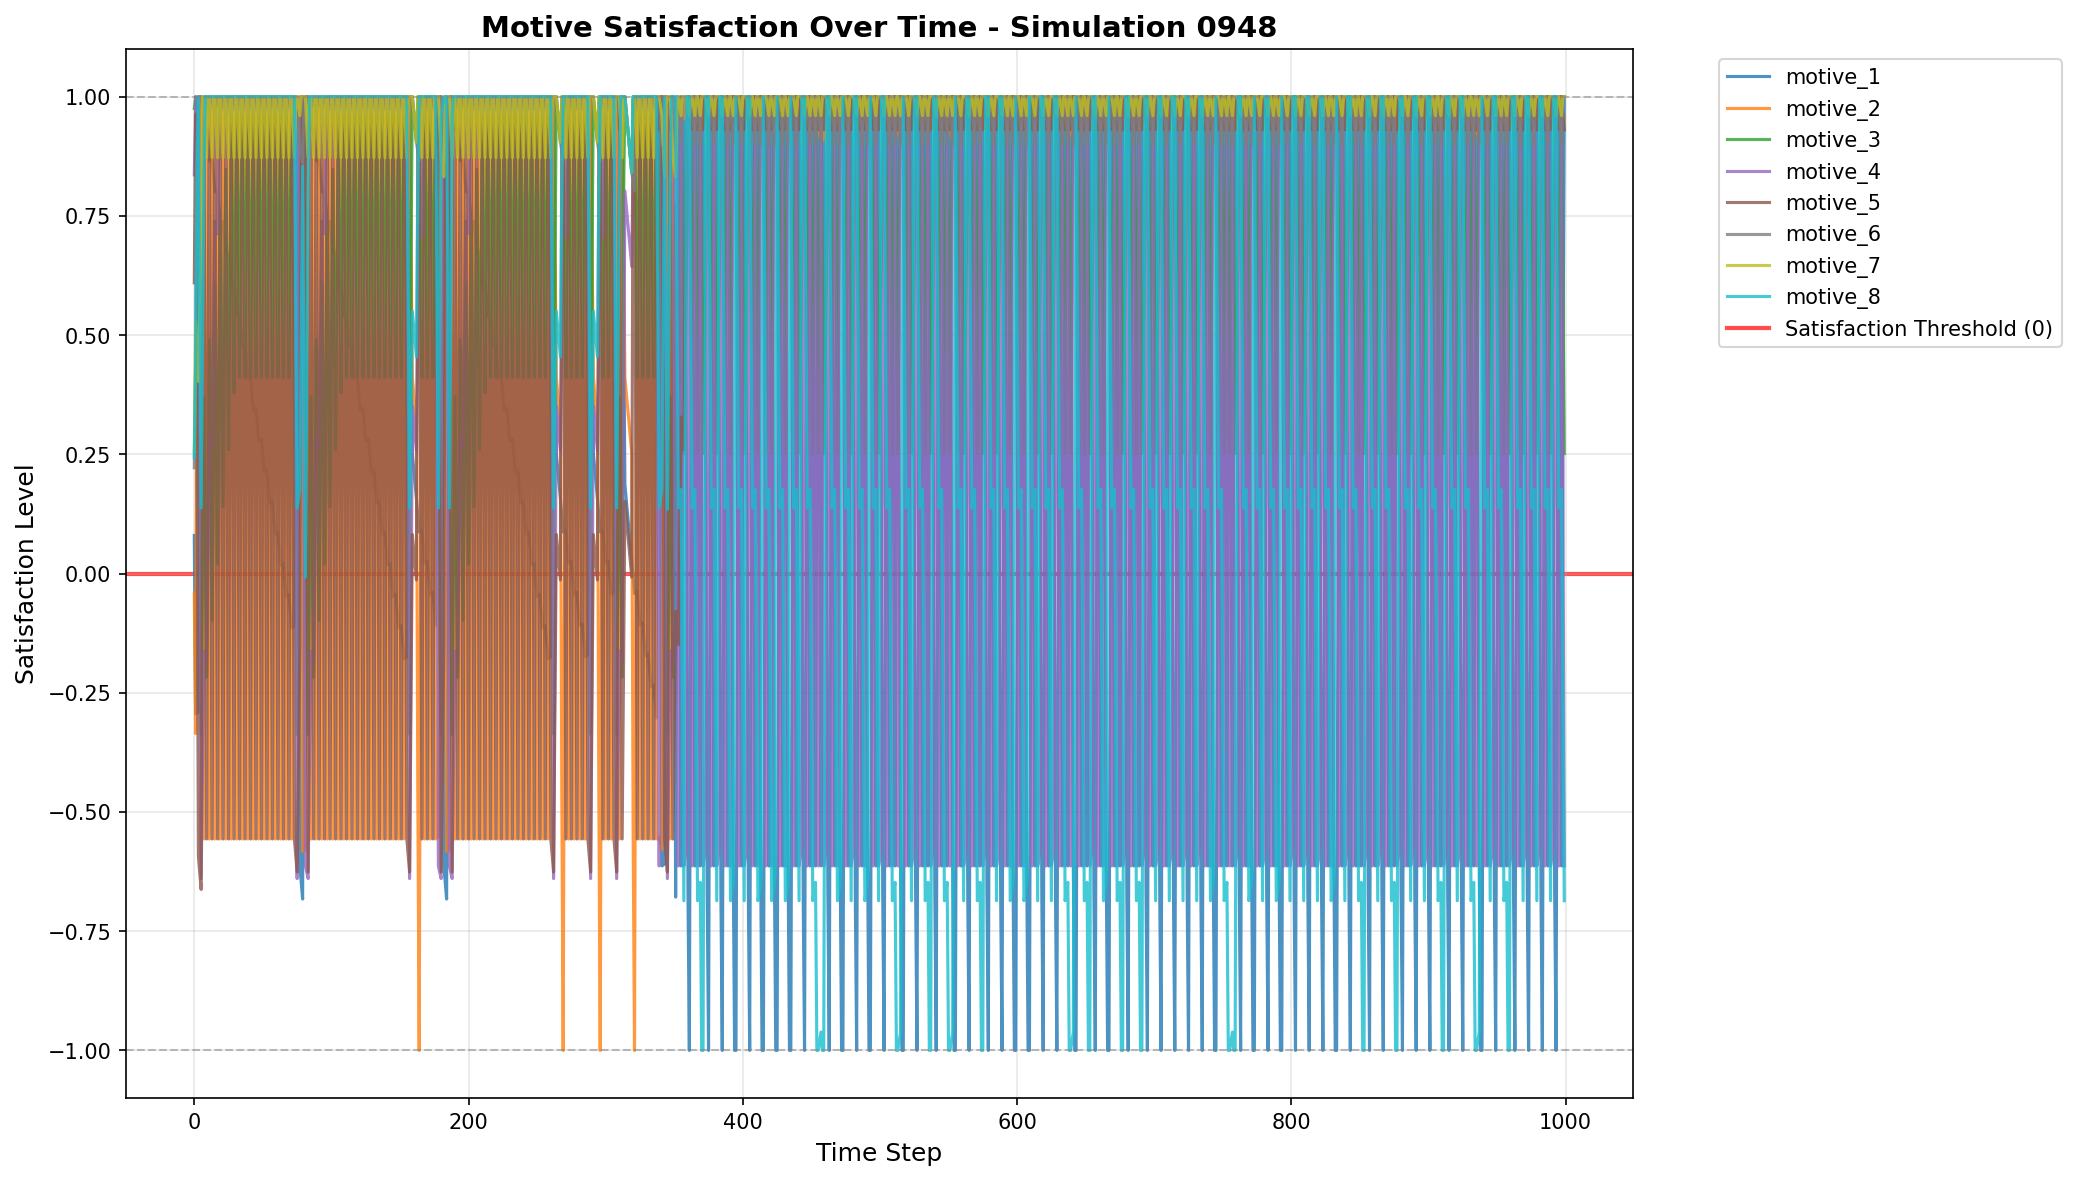 Motive Satisfaction Over Time - Simulation 0948
1.00
0.75
0.50
0.25
0.00
−0.25
−0.50
−0.75
−1.00
Satisfaction Level
0
200
400
600
800
1000
Time Step
motive_1
motive_2
motive_3
motive_4
motive_5
motive_6
motive_7
motive_8
Satisfaction Threshold (0)